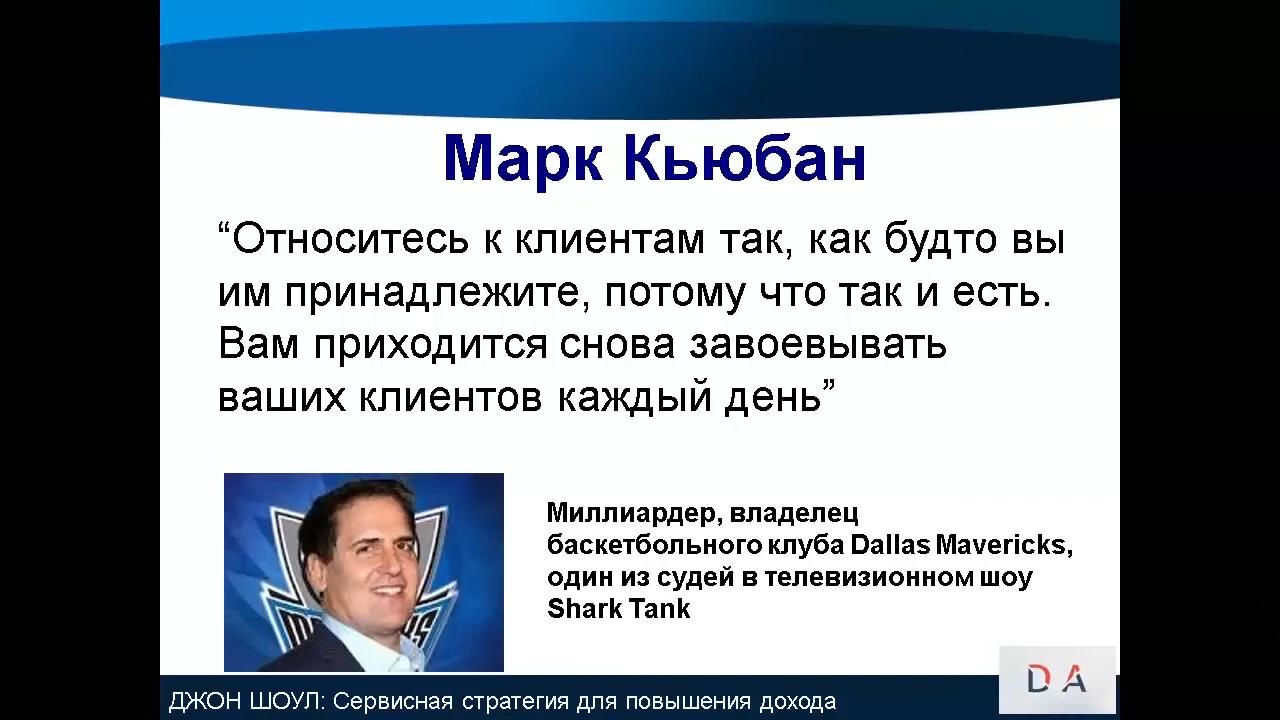 Марк Кьюбан
“Относитесь к клиентам так, как будто вы
им принадлежите, потому что так и есть.
Вам приходится снова завоевывать
ваших клиентов каждый день”
Миллиардер, владелец
баскетбольного клуба Dallas Mavericks,
один из судей в телевизионном шоу
Shark Tank
ДЖОН ШОУЛ: Сервисная стратегия для повышения дохода
D A